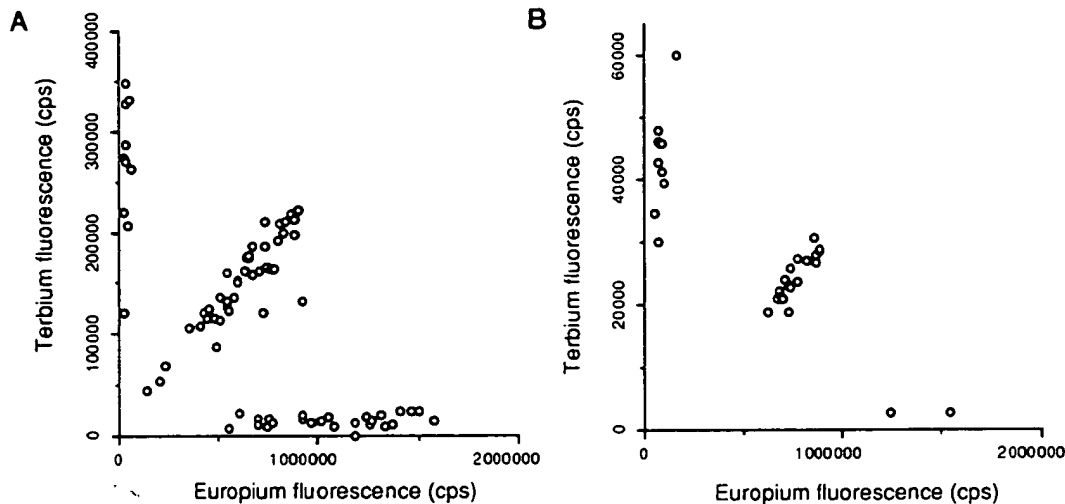 A
Terbium fluorescence (cps)
400000
300000
200000
100000
0
0
1000000
2000000
Europium fluorescence (cps)
B
Terbium fluorescence (cps)
60000
40000
20000
0
0
1000000
2000000
Europium fluorescence (cps)